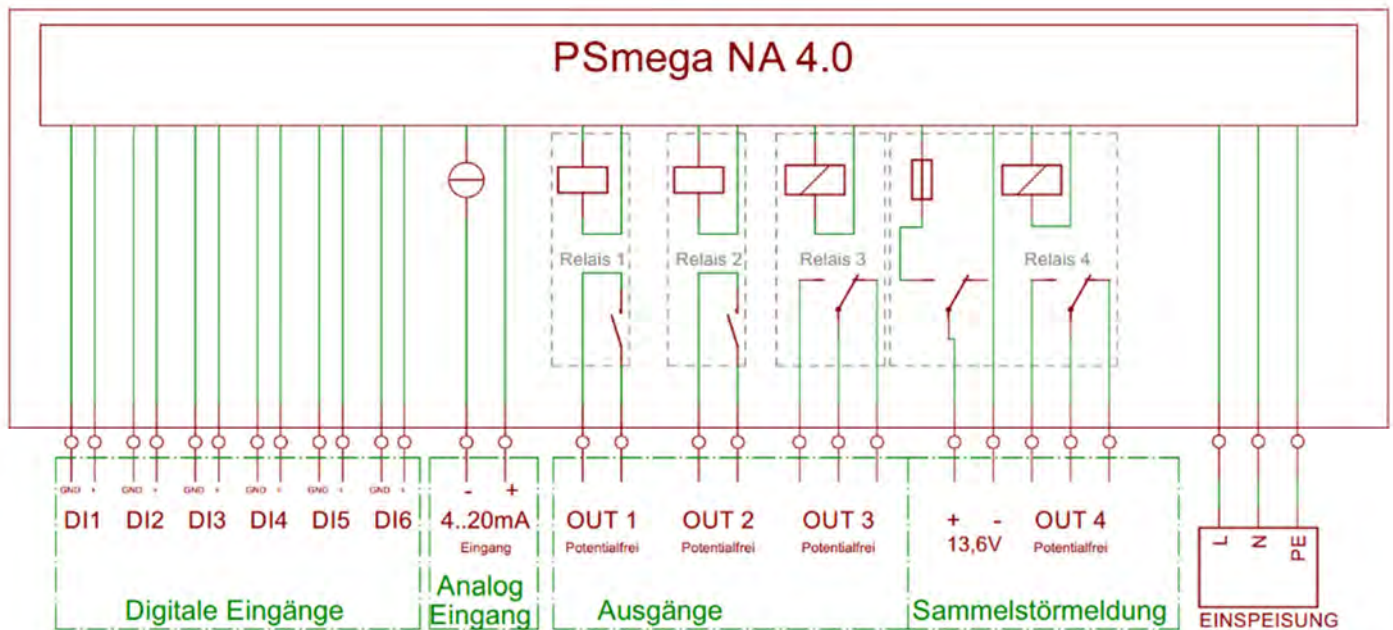 PSmega NA 4.0
Relais 1 Relais 2 Relais 3 Relais 4
GND + GND + GND + GND + GND + GND + - +
DI1 DI2 DI3 DI4 DI5 DI6 4..20mA OUT 1 OUT 2 OUT 3 + - OUT 4 L N PE
Eingang Potentialfrei Potentialfrei Potentialfrei 13,6V Potentialfrei
Digitale Eingänge Analog Eingang Ausgänge Sammelstörmeldung EINSPEISUNG